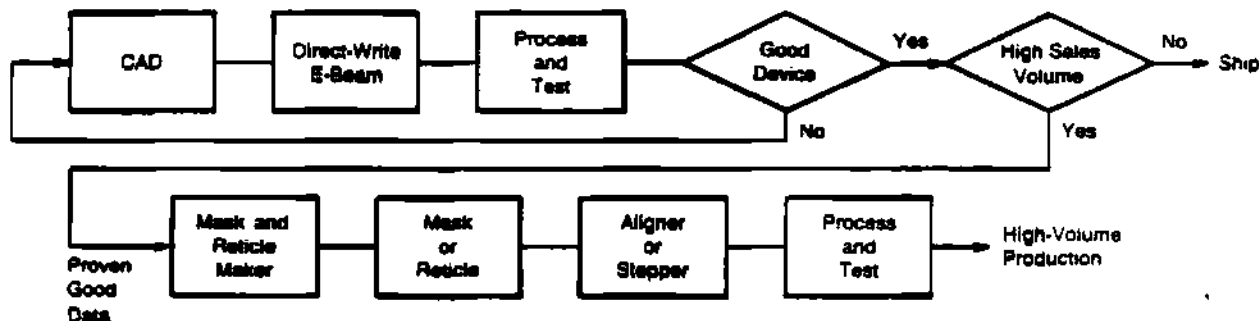 CAD
Direct-Write
E-Beam
Process
and
Test
Good
Device
Yes
High Sales
Volume
No
Ship
No
Yes
Proven
Good
Data
Mask and
Reticle
Maker
Mask
or
Reticle
Aligner
or
Stepper
Process
and
Test
High-Volume
Production